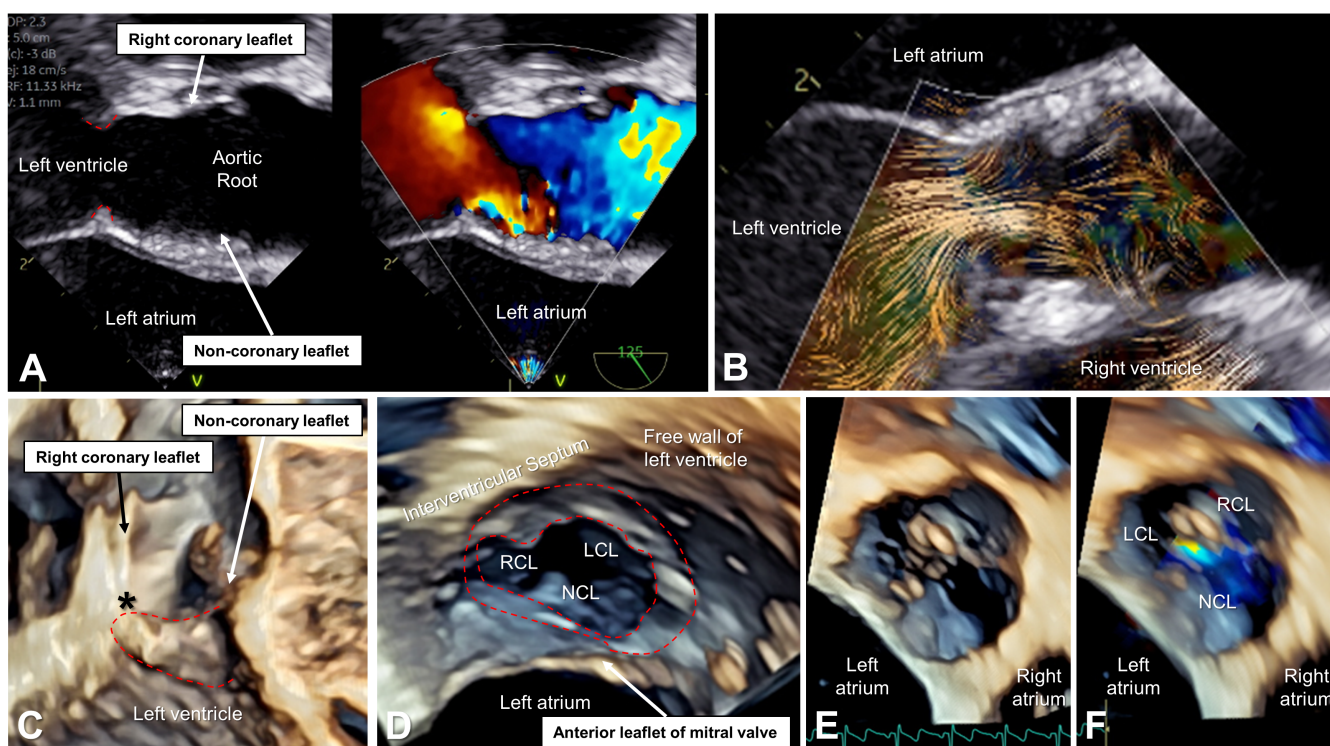 DP: 2.3
5.0 cm
(c): -3 dB
ej: 18 cm/s
RF: 11.33 kHz
V: 1.1 mm
Right coronary leaflet
Left ventricle
Aortic
Root
2
Left atrium
Non-coronary leaflet
A
V
Left atrium
125
V
Left atrium
2
Left ventricle
Right ventricle
B
Non-coronary leaflet
Right coronary leaflet
*
Left ventricle
C
Free wall of
left ventricle
Interventricular Septum
RCL
LCL
NCL
Left atrium
Anterior leaflet of mitral valve
D
Left
atrium
Right
atrium
E
RCL
LCL
NCL
Left
atrium
Right
atrium
F